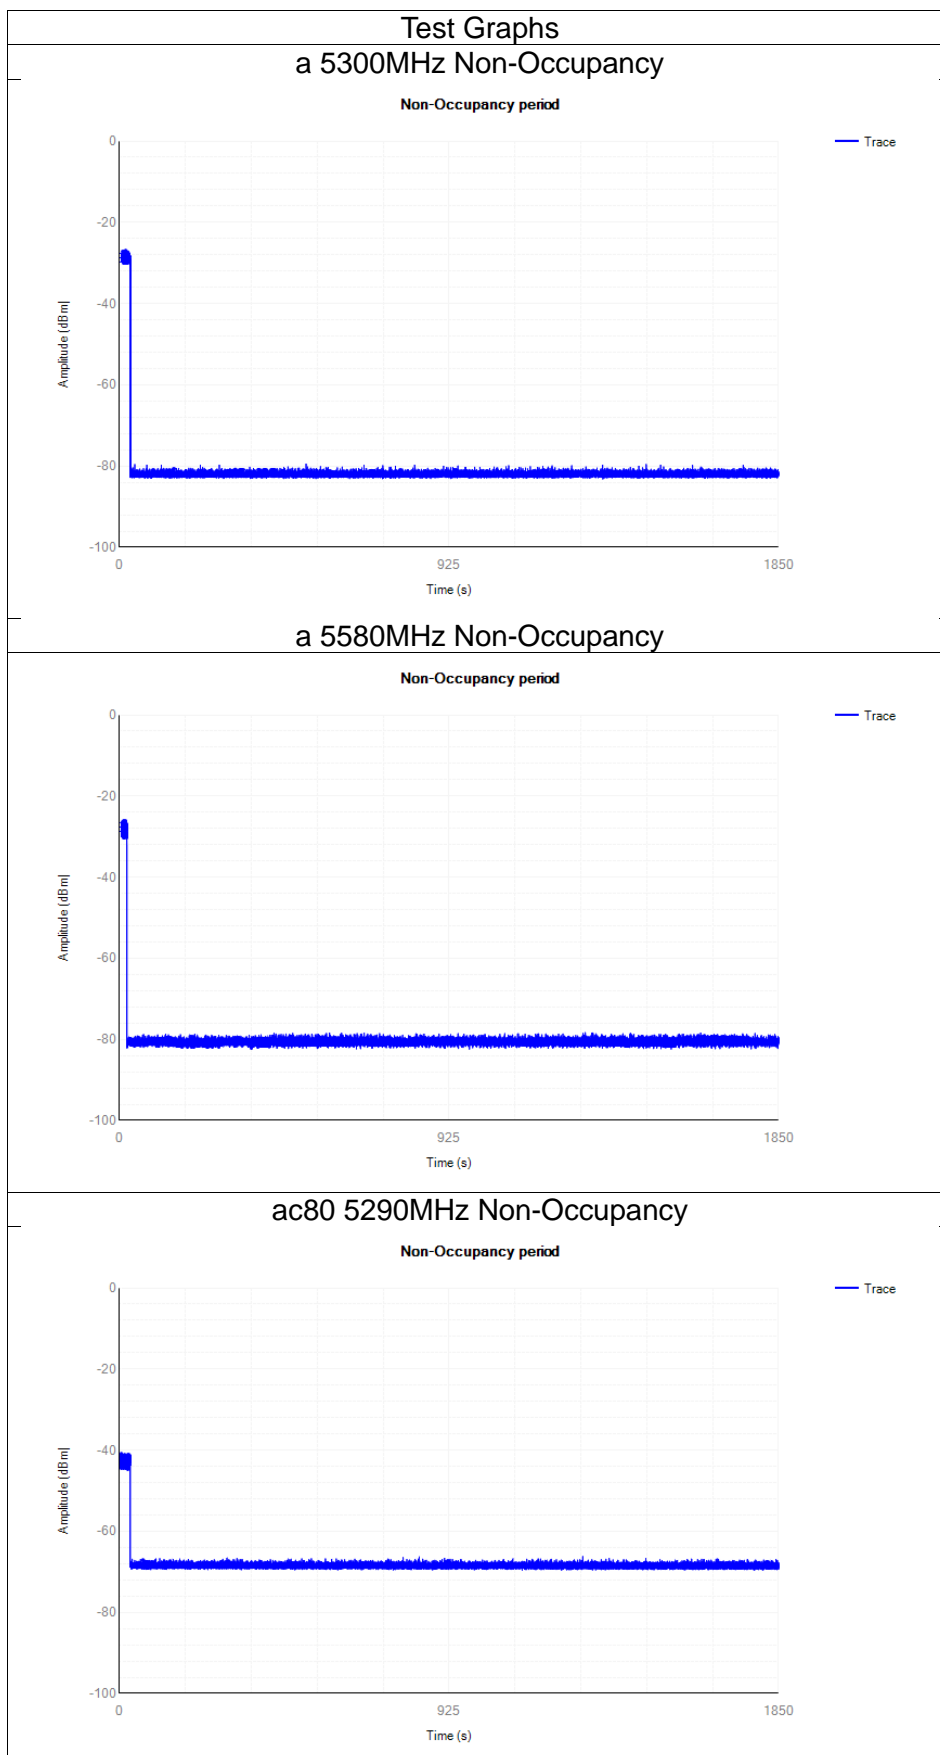 Test Graphs
a 5300MHz Non-Occupancy
Non-Occupancy period
0
Trace
-20
-40
Amplitude [dBm]
-60
-80
-100
0
925
1850
Time (s)
a 5580MHz Non-Occupancy
Non-Occupancy period
0
Trace
-20
-40
Amplitude [dBm]
-60
-80
-100
0
925
1850
Time (s)
ac80 5290MHz Non-Occupancy
Non-Occupancy period
0
Trace
-20
-40
Amplitude [dBm]
-60
-80
-100
0
925
1850
Time (s)